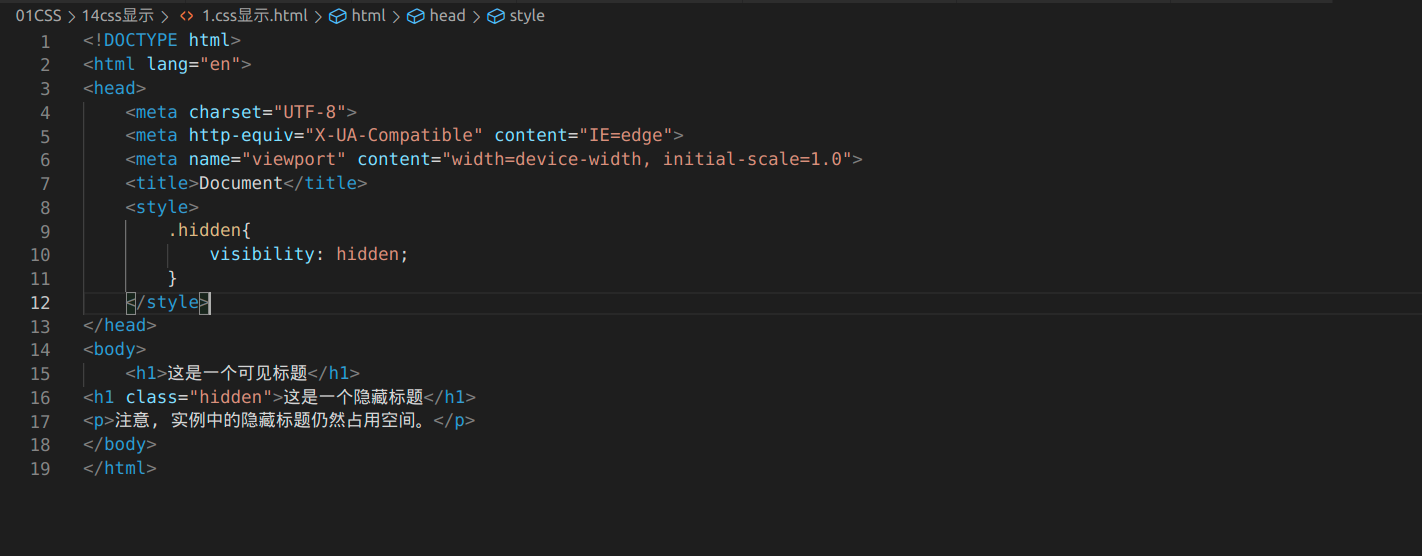 01CSS > 14css显示 > <> 1.css显示.html > html > head > style
1 <!DOCTYPE html>
2 <html lang="en">
3 <head>
4     <meta charset="UTF-8">
5     <meta http-equiv="X-UA-Compatible" content="IE=edge">
6     <meta name="viewport" content="width=device-width, initial-scale=1.0">
7     <title>Document</title>
8     <style>
9         .hidden{
10             visibility: hidden;
11         }
12     </style>
13 </head>
14 <body>
15     <h1>这是一个可见标题</h1>
16 <h1 class="hidden">这是一个隐藏标题</h1>
17 <p>注意, 实例中的隐藏标题仍然占用空间。</p>
18 </body>
19 </html>